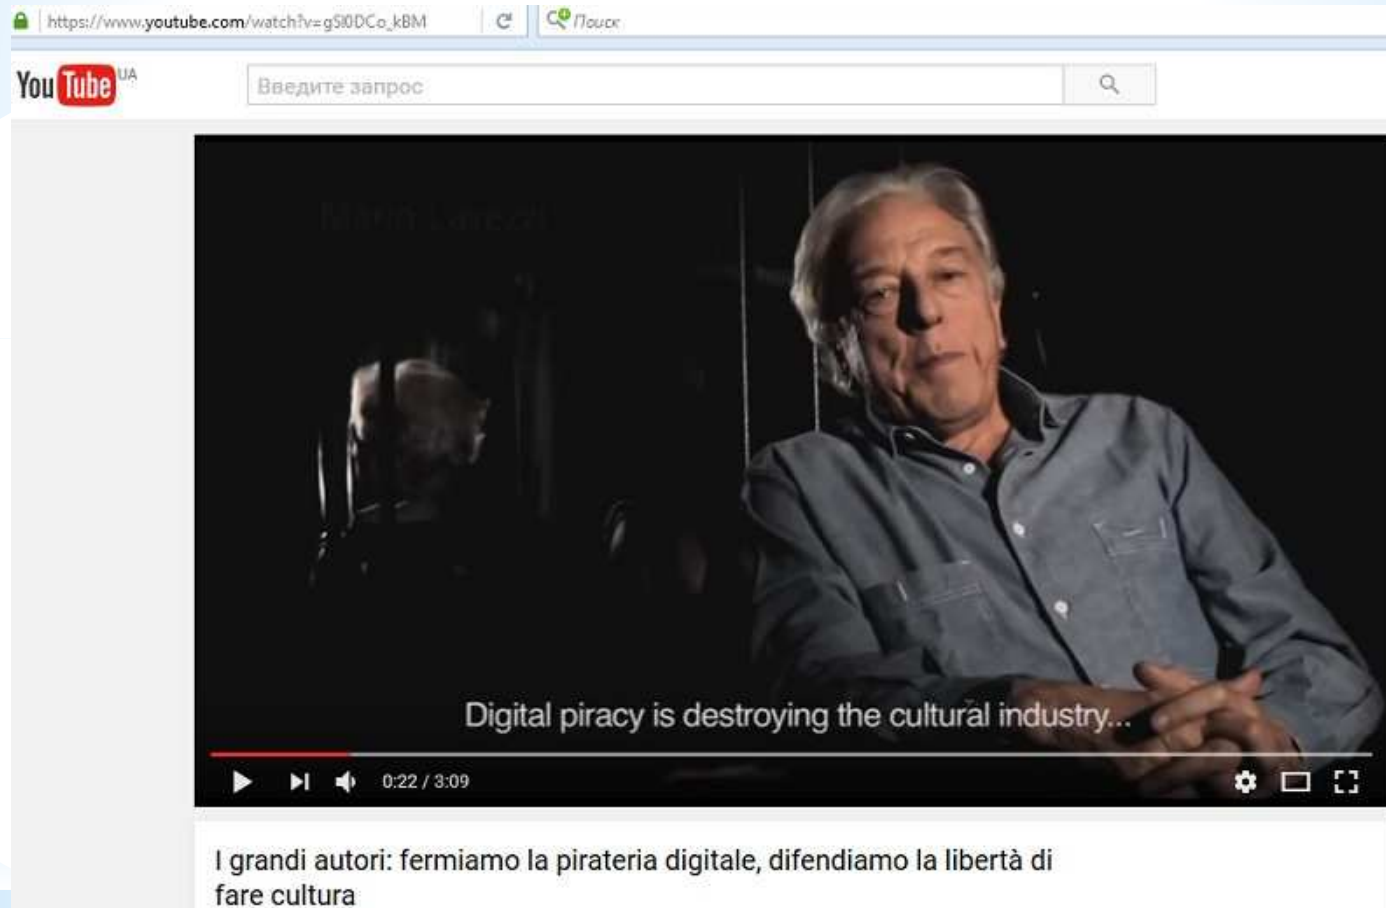 https://www.youtube.com/watch?v=gSl0DCo_kBM Поиск
YouTube UA Введите запрос
Digital piracy is destroying the cultural industry...
0:22 / 3:09
I grandi autori: fermiamo la pirateria digitale, difendiamo la libertà di
fare cultura